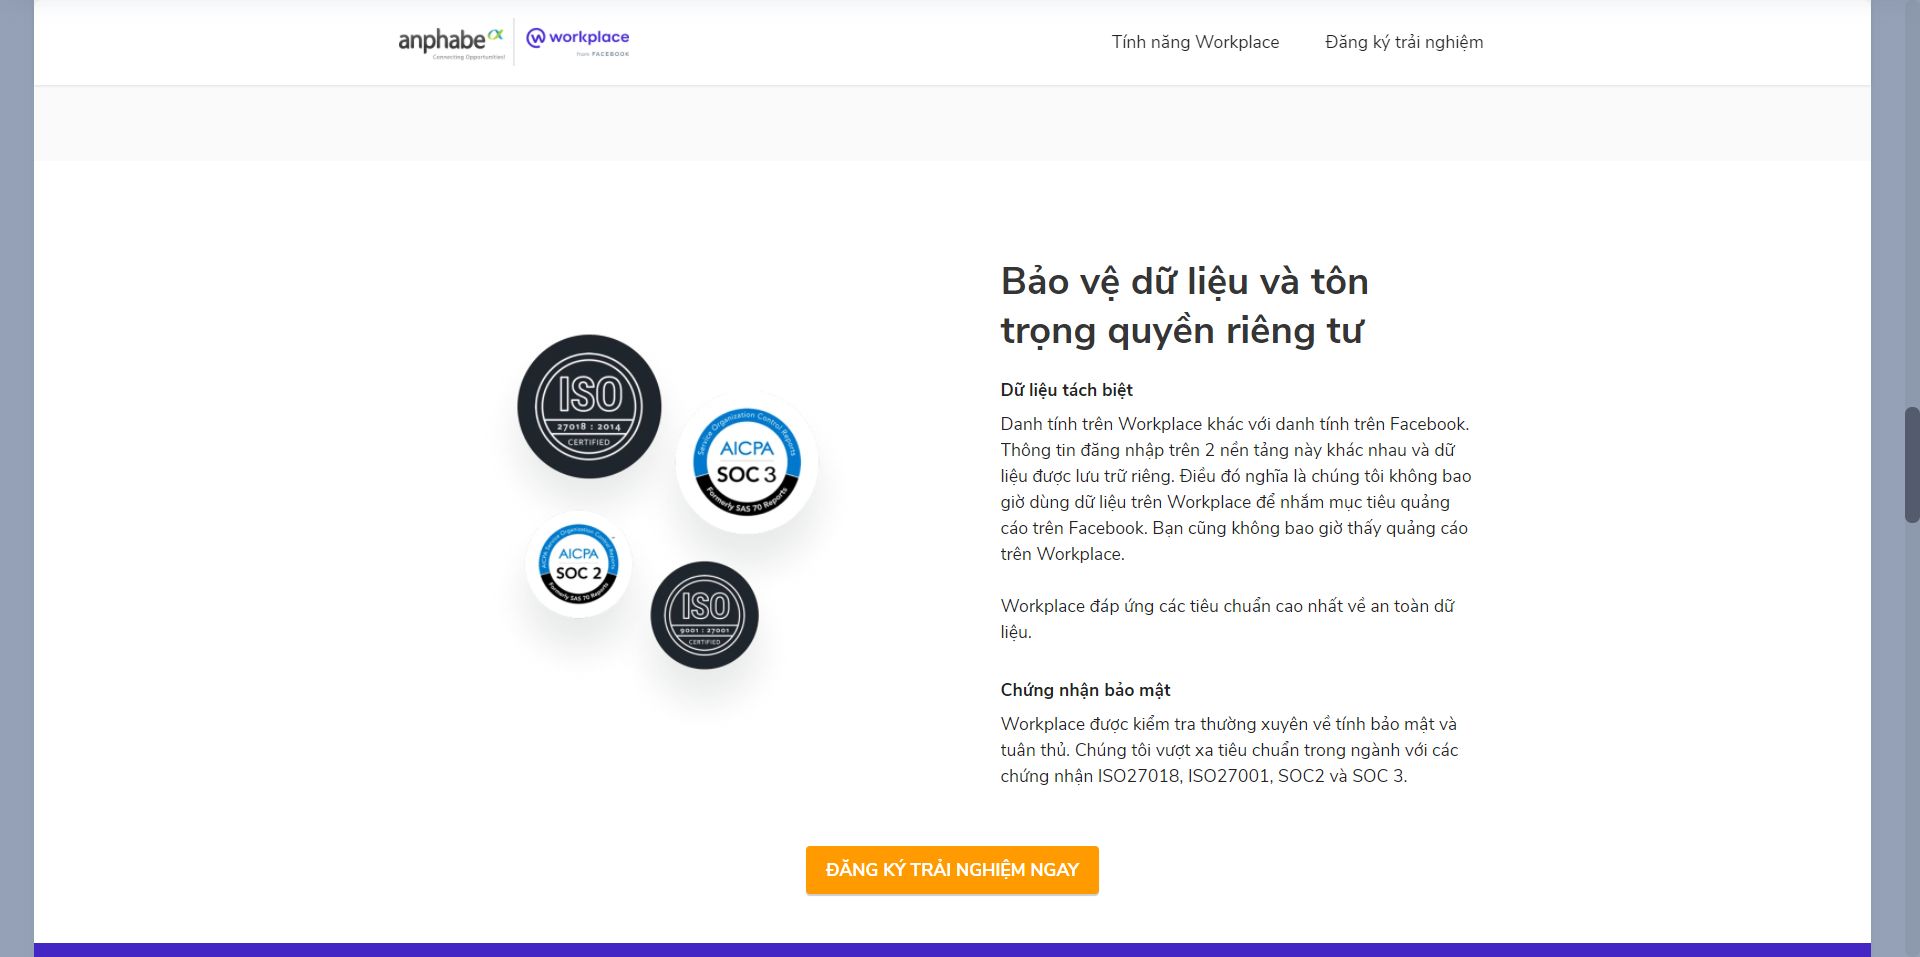 anphabe
Connecting Opportunities!
workplace
from FACEBOOK
Tính năng Workplace
Đăng ký trải nghiệm
ISO
27018 : 2014
CERTIFIED
Service Organization Control Reports
AICPA
SOC 3
Formerly SAS 70 Reports
AICPA Service Organization Control Reports
AICPA
SOC 2
Formerly SAS 70 Reports
ISO
9001 : 27001
CERTIFIED
Bảo vệ dữ liệu và tôn
trọng quyền riêng tư
Dữ liệu tách biệt
Danh tính trên Workplace khác với danh tính trên Facebook.
Thông tin đăng nhập trên 2 nền tảng này khác nhau và dữ
liệu được lưu trữ riêng. Điều đó nghĩa là chúng tôi không bao
giờ dùng dữ liệu trên Workplace để nhắm mục tiêu quảng
cáo trên Facebook. Bạn cũng không bao giờ thấy quảng cáo
trên Workplace.
Workplace đáp ứng các tiêu chuẩn cao nhất về an toàn dữ
liệu.
Chứng nhận bảo mật
Workplace được kiểm tra thường xuyên về tính bảo mật và
tuân thủ. Chúng tôi vượt xa tiêu chuẩn trong ngành với các
chứng nhận ISO27018, ISO27001, SOC2 và SOC 3.
ĐĂNG KÝ TRẢI NGHIỆM NGAY